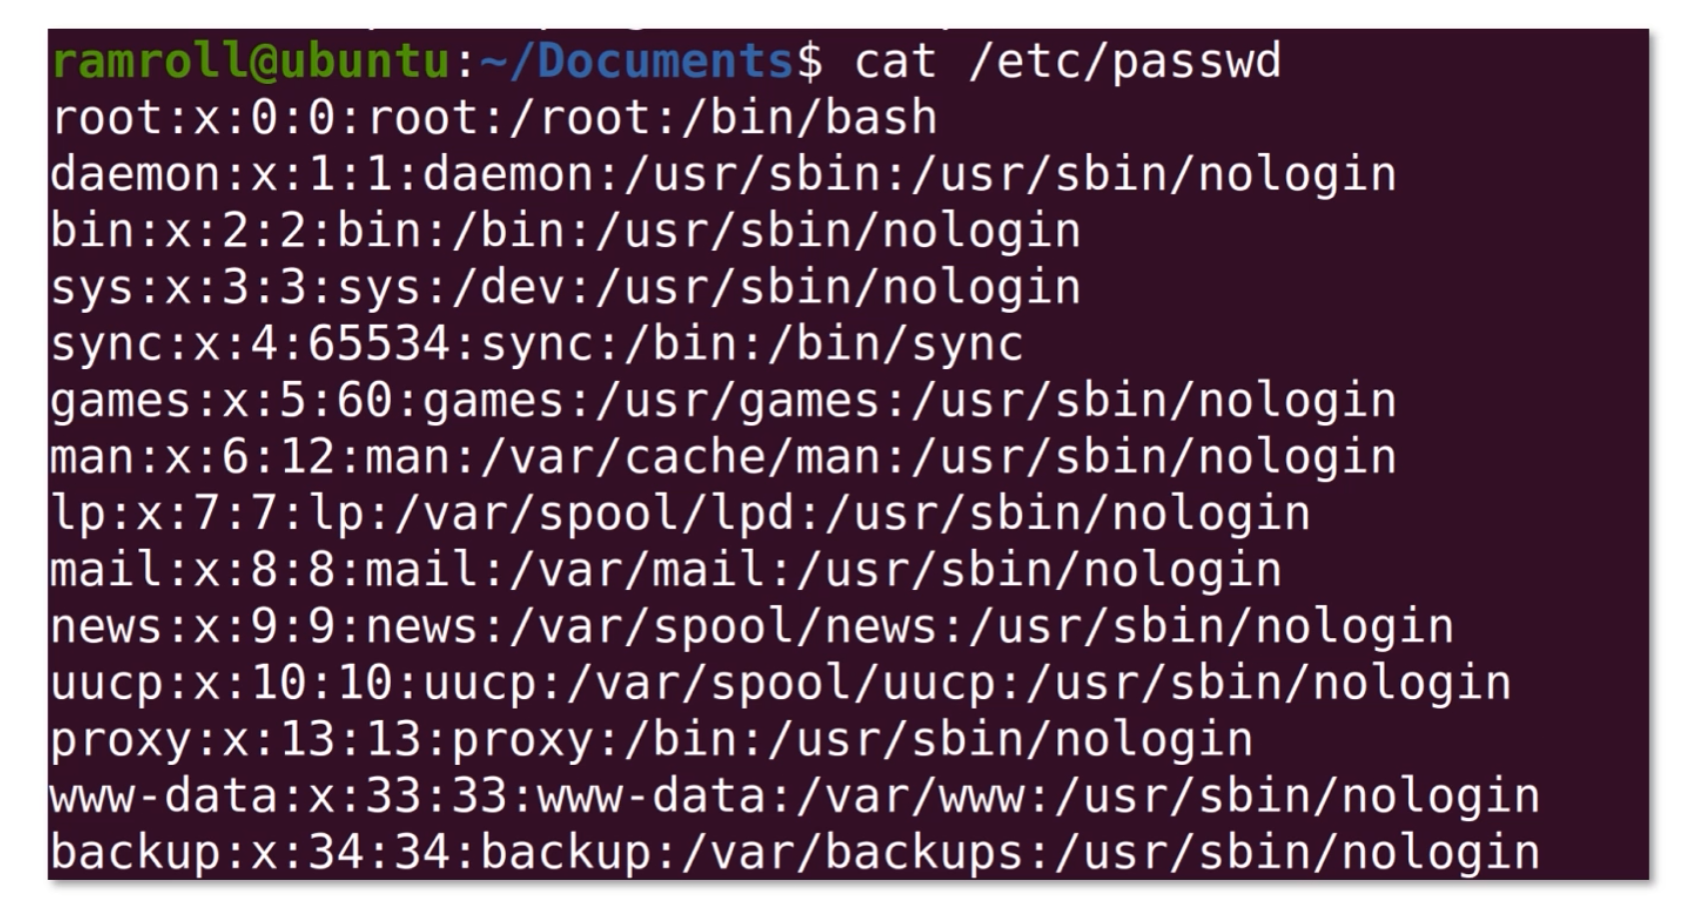 ramroll@ubuntu:~/Documents$ cat /etc/passwd
root:x:0:0:root:/root:/bin/bash
daemon:x:1:1:daemon:/usr/sbin:/usr/sbin/nologin
bin:x:2:2:bin:/bin:/usr/sbin/nologin
sys:x:3:3:sys:/dev:/usr/sbin/nologin
sync:x:4:65534:sync:/bin:/bin/sync
games:x:5:60:games:/usr/games:/usr/sbin/nologin
man:x:6:12:man:/var/cache/man:/usr/sbin/nologin
lp:x:7:7:lp:/var/spool/lpd:/usr/sbin/nologin
mail:x:8:8:mail:/var/mail:/usr/sbin/nologin
news:x:9:9:news:/var/spool/news:/usr/sbin/nologin
uucp:x:10:10:uucp:/var/spool/uucp:/usr/sbin/nologin
proxy:x:13:13:proxy:/bin:/usr/sbin/nologin
www-data:x:33:33:www-data:/var/www:/usr/sbin/nologin
backup:x:34:34:backup:/var/backups:/usr/sbin/nologin